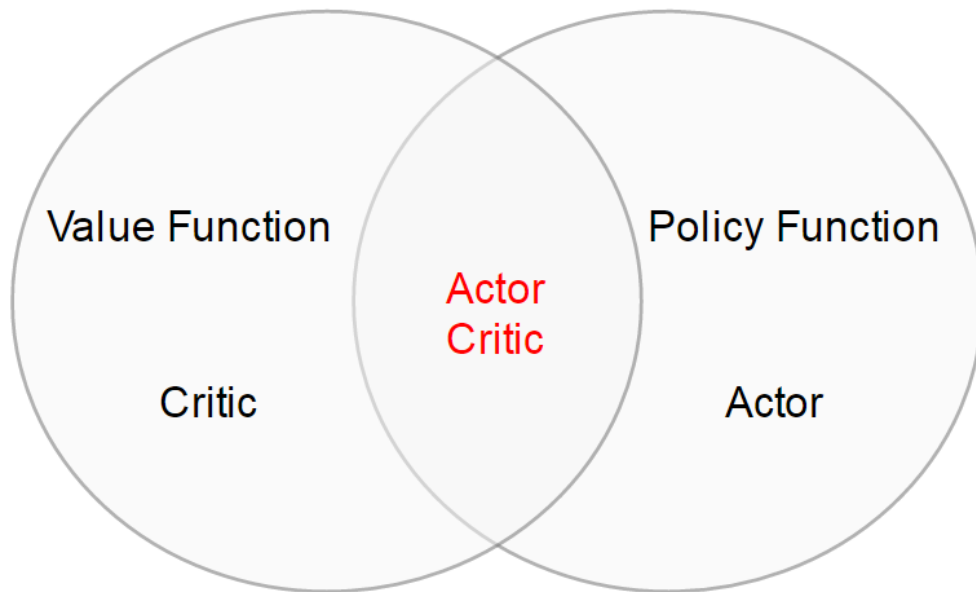 Value Function
Policy Function
Actor
Critic
Critic
Actor